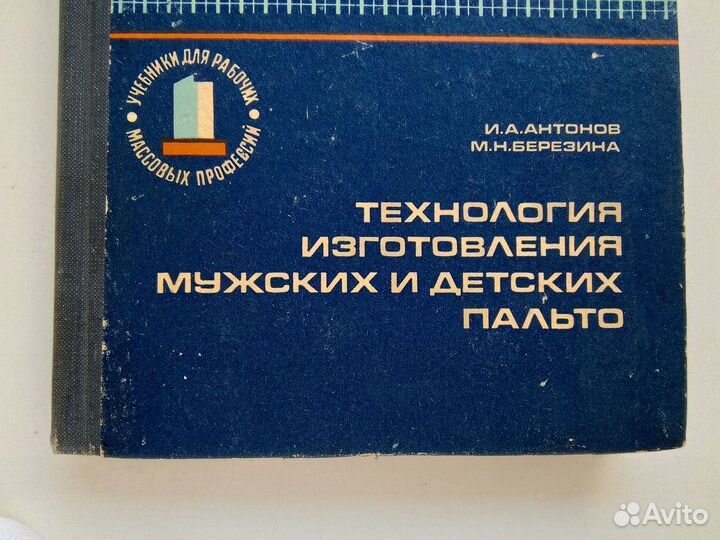 • УЧЕБНИКИ ДЛЯ РАБОЧИХ •
МАССОВЫХ ПРОФЕССИЙ
И.А.АНТОНОВ
М.Н.БЕРЕЗИНА
ТЕХНОЛОГИЯ
ИЗГОТОВЛЕНИЯ
МУЖСКИХ И ДЕТСКИХ
ПАЛЬТО
Avito